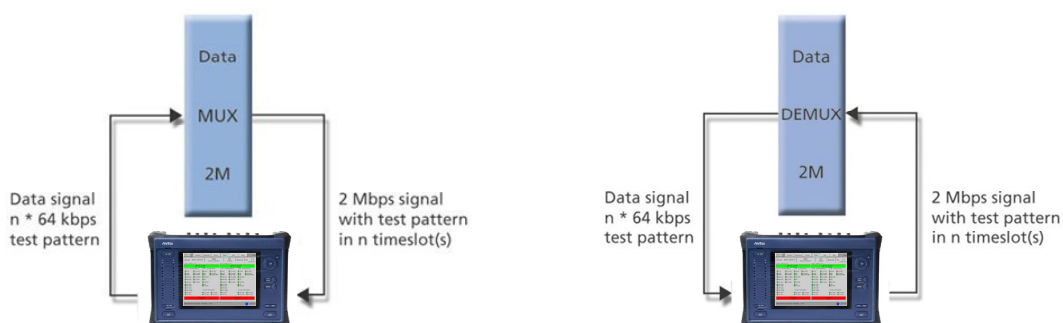 Data
MUX
2M
Data signal
n * 64 kbps
test pattern
2 Mbps signal
with test pattern
in n timeslot(s)
Data
DEMUX
2M
Data signal
n * 64 kbps
test pattern
2 Mbps signal
with test pattern
in n timeslot(s)